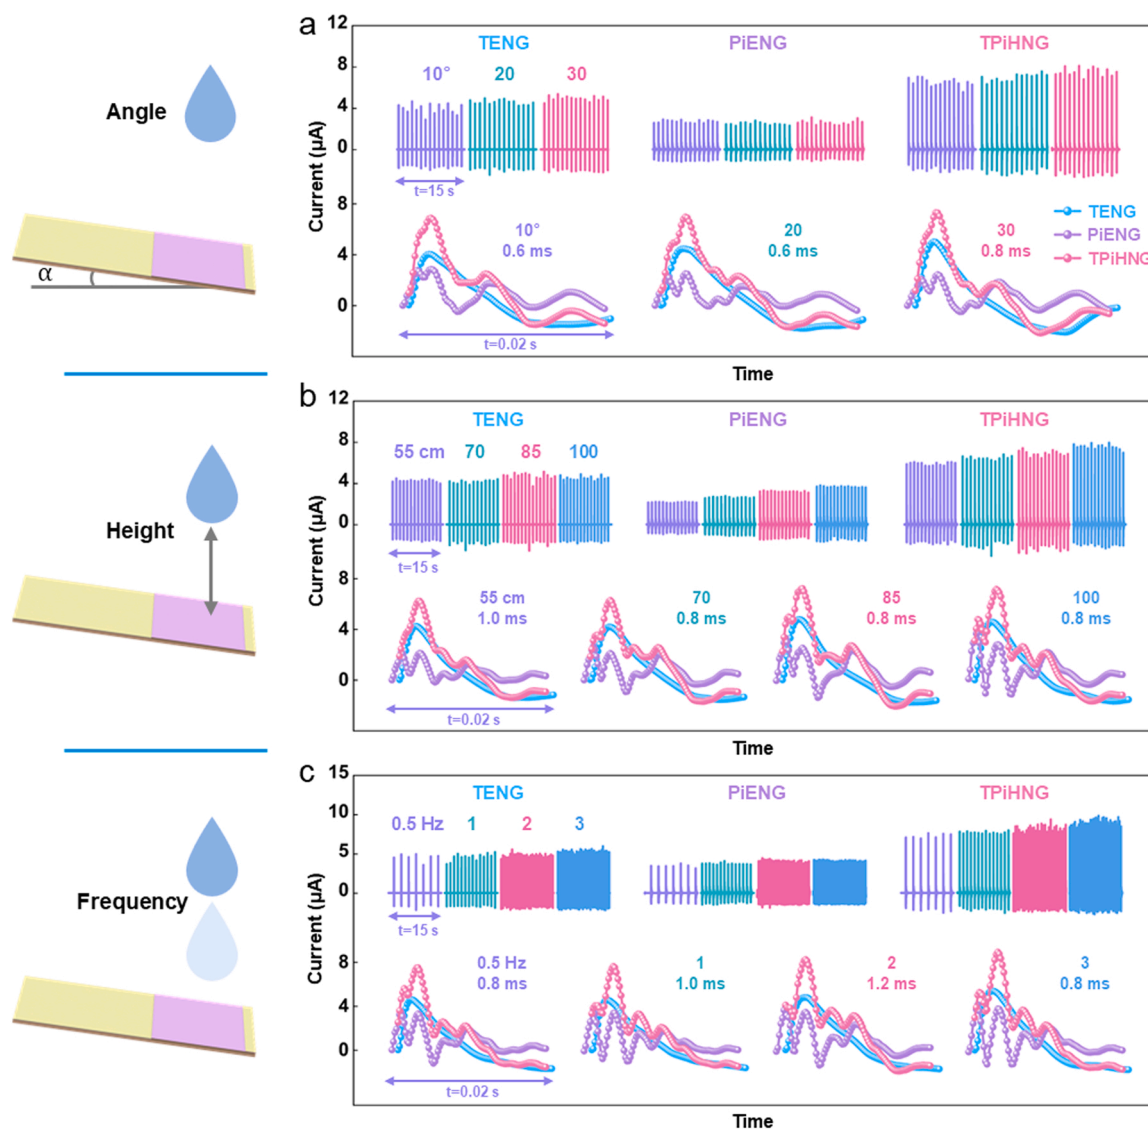 a
12
8
4
0
8
4
0
Current (µA)
TENG PiENG TPiHNG
10° 20 30
t=15 s
10° 20 30
0.6 ms 0.6 ms 0.8 ms
TENG
PiENG
TPiHNG
t=0.02 s
Time
Angle
α
b
12
8
4
0
8
4
0
Current (µA)
TENG PiENG TPiHNG
55 cm 70 85 100
t=15 s
55 cm 70 85 100
1.0 ms 0.8 ms 0.8 ms 0.8 ms
t=0.02 s
Time
Height
c
15
10
5
0
8
4
0
Current (µA)
TENG PiENG TPiHNG
0.5 Hz 1 2 3
t=15 s
0.5 Hz 1 2 3
0.8 ms 1.0 ms 1.2 ms 0.8 ms
t=0.02 s
Time
Frequency